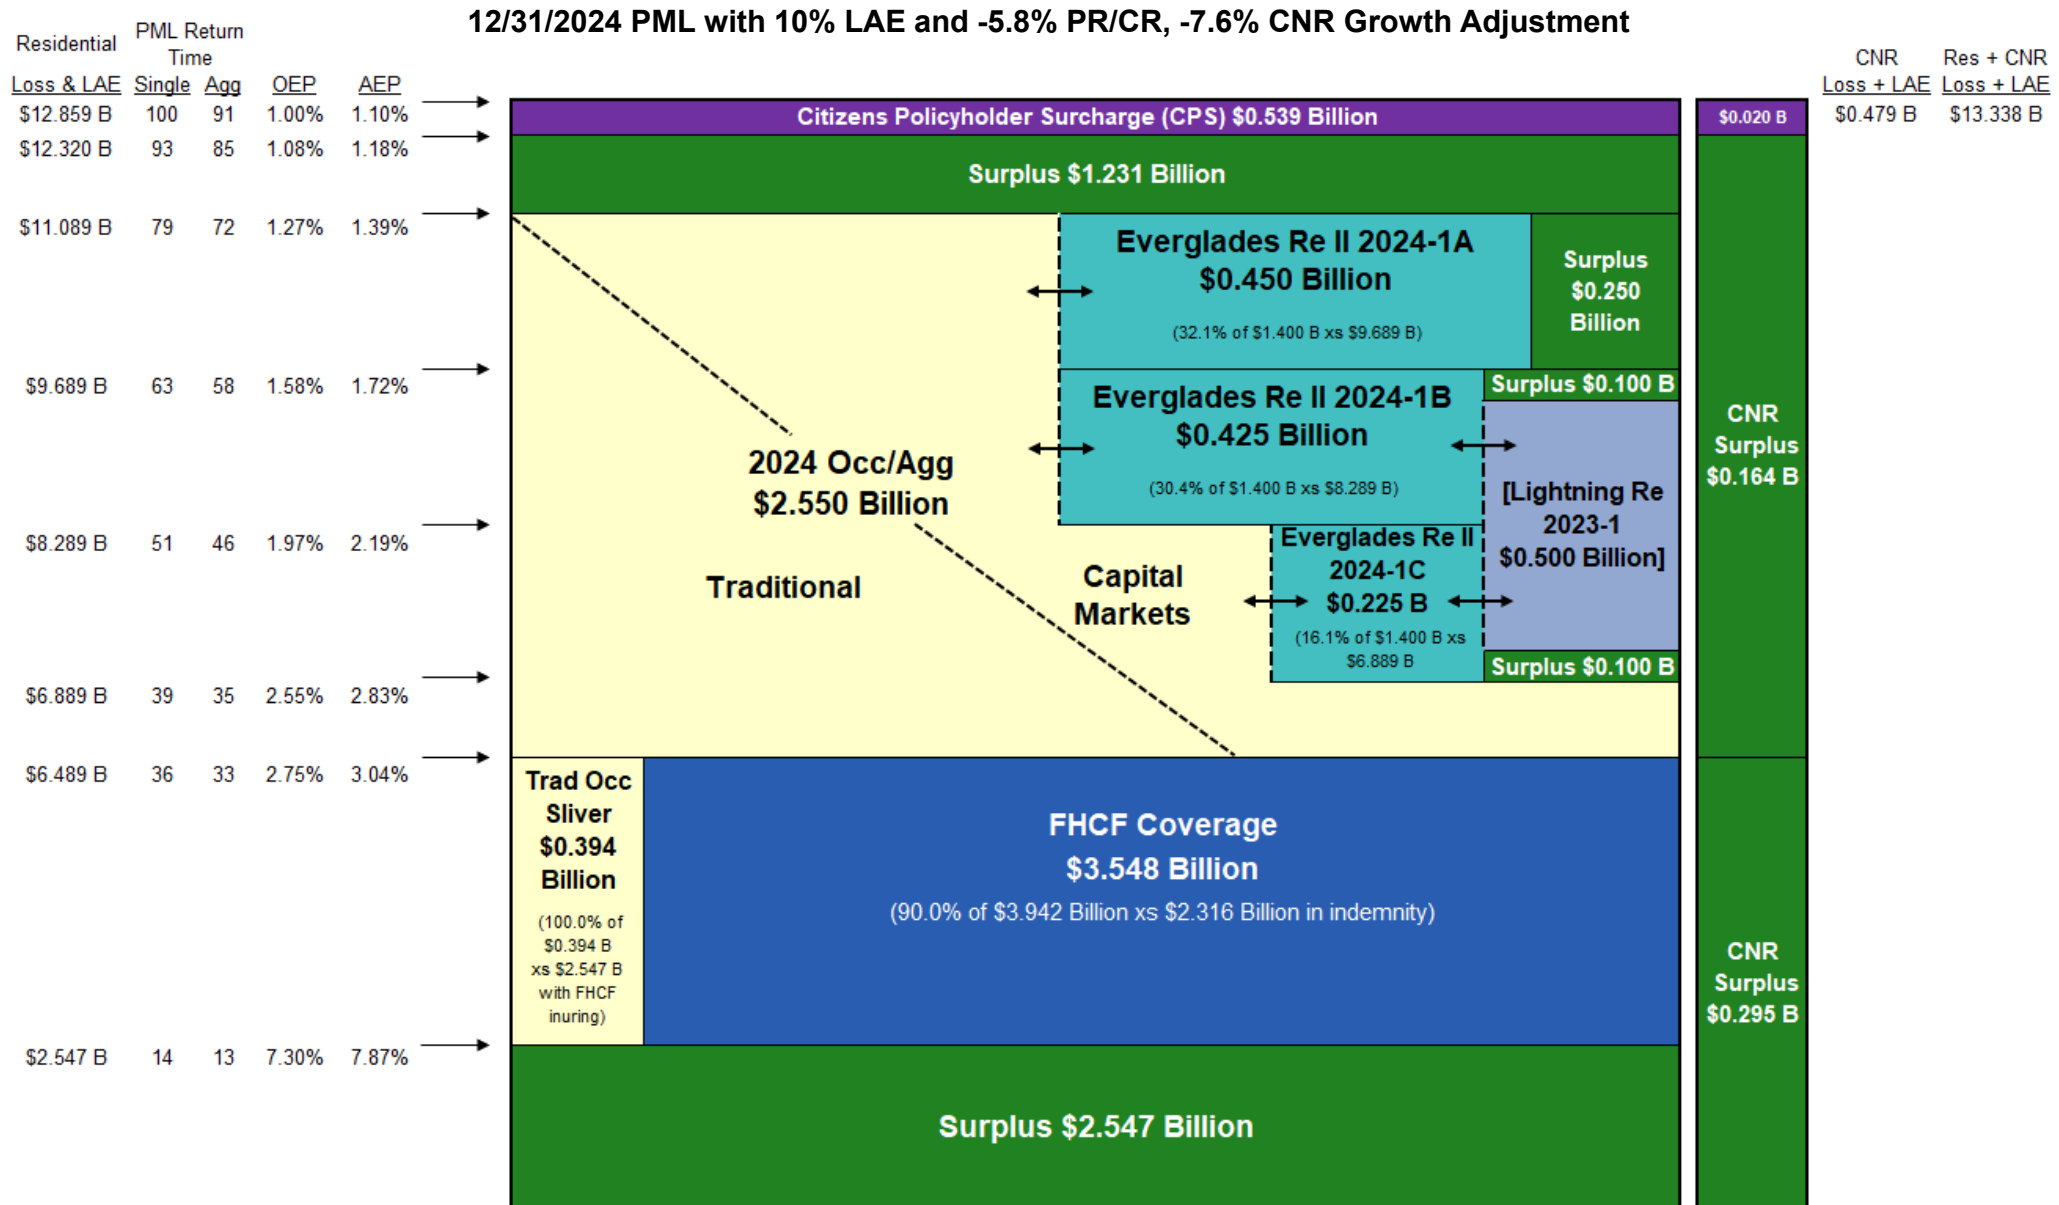 12/31/2024 PML with 10% LAE and -5.8% PR/CR, -7.6% CNR Growth Adjustment
Residential PML Return Time
Loss & LAE Single Agg OEP AEP
$12.859 B 100 91 1.00% 1.10%
$12.320 B 93 85 1.08% 1.18%
$11.089 B 79 72 1.27% 1.39%
$9.689 B 63 58 1.58% 1.72%
$8.289 B 51 46 1.97% 2.19%
$6.889 B 39 35 2.55% 2.83%
$6.489 B 36 33 2.75% 3.04%
$2.547 B 14 13 7.30% 7.87%
Citizens Policyholder Surcharge (CPS) $0.539 Billion
Surplus $1.231 Billion
Everglades Re II 2024-1A
$0.450 Billion
(32.1% of $1.400 B xs $9.689 B)
Surplus
$0.250
Billion
Everglades Re II 2024-1B
$0.425 Billion
(30.4% of $1.400 B xs $8.289 B)
Surplus $0.100 B
2024 Occ/Agg
$2.550 Billion
[Lightning Re
2023-1
$0.500 Billion]
Everglades Re II
2024-1C
$0.225 B
(16.1% of $1.400 B xs
$6.889 B
Surplus $0.100 B
Traditional
Capital
Markets
Trad Occ
Sliver
$0.394
Billion
(100.0% of
$0.394 B
xs $2.547 B
with FHCF
inuring)
FHCF Coverage
$3.548 Billion
(90.0% of $3.942 Billion xs $2.316 Billion in indemnity)
Surplus $2.547 Billion
$0.020 B
CNR
Surplus
$0.164 B
CNR
Surplus
$0.295 B
CNR Res + CNR
Loss + LAE Loss + LAE
$0.479 B $13.338 B